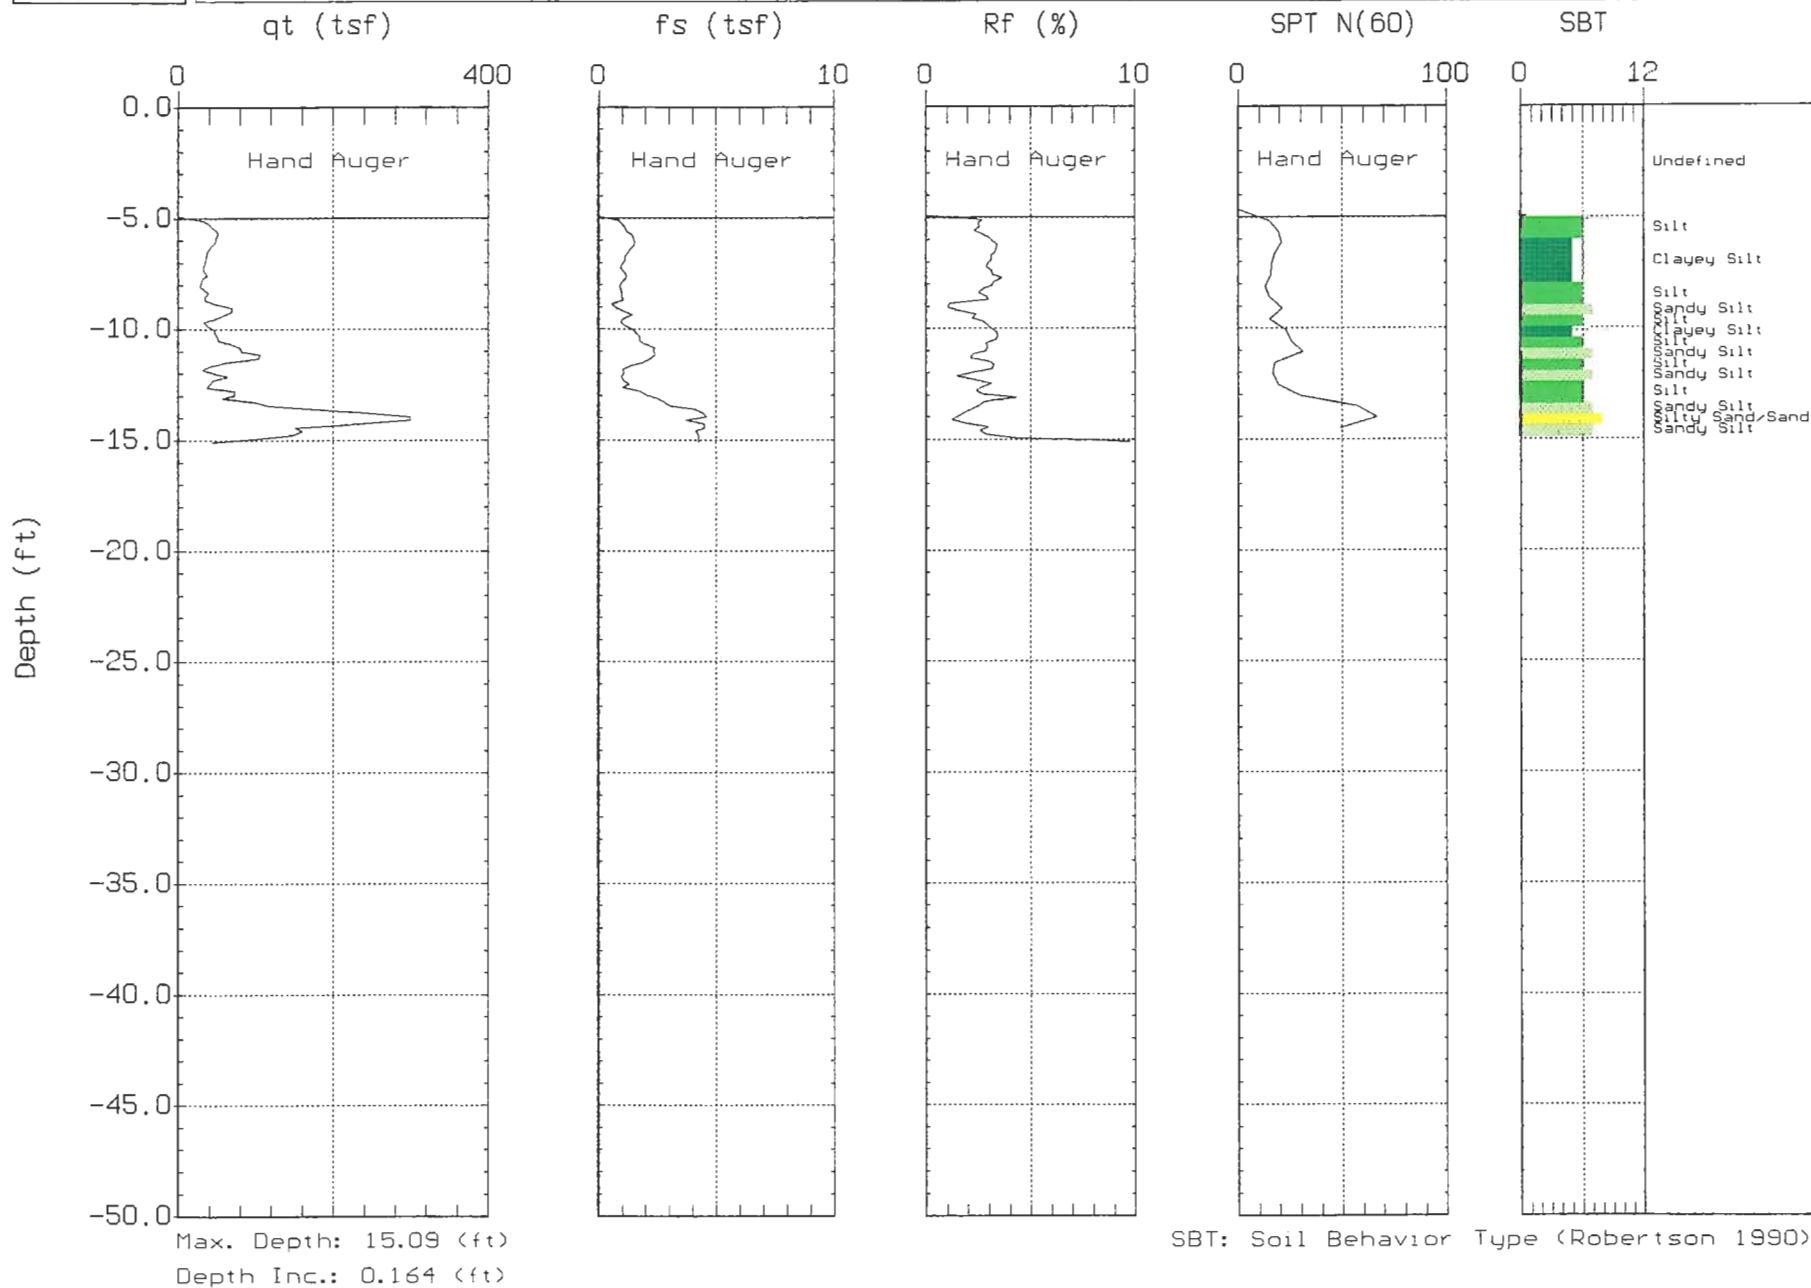 qt (tsf) fs (tsf) Rf (%) SPT N(60) SBT
0 400 0 10 0 10 0 100 0 12
0.0
Hand Auger Hand Auger Hand Auger Hand Auger Undefined
-5.0
Silt
Clayey Silt
Silt
Sandy Silt
Silt
-10.0 Clayey Silt
Silt
Sandy Silt
Silt
Sandy Silt
Silt
Sandy Silt
Silty Sand/Sand
Sandy Silt
-15.0
-20.0
Depth (ft)
-25.0
-30.0
-35.0
-40.0
-45.0
-50.0
Max. Depth: 15.09 (ft) SBT: Soil Behavior Type (Robertson 1990)
Depth Inc.: 0.164 (ft)